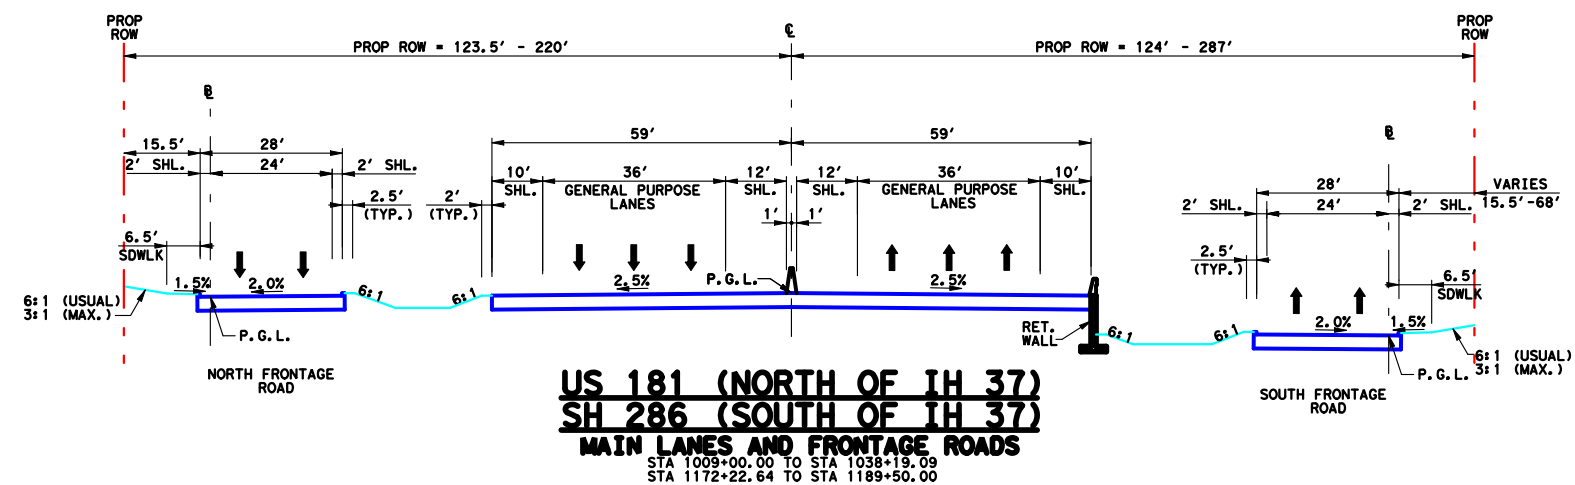 PROP
ROW
PROP ROW = 123.5' - 220'
℄
PROP ROW = 124' - 287'
PROP
ROW
B
B
59'
59'
15.5'
28'
2' SHL.
24'
2' SHL.
10'
SHL.
36'
GENERAL PURPOSE
LANES
12'
SHL.
12'
SHL.
36'
GENERAL PURPOSE
LANES
10'
SHL.
28'
VARIES
15.5'-68'
2' SHL.
24'
2' SHL.
2.5'
(TYP.)
2'
(TYP.)
1'
1'
6.5'
SDWLK
2.5'
(TYP.)
6.5'
SDWLK
1.5%
2.0%
6:1
6:1
2.5%
P.G.L.
2.5%
6:1 (USUAL)
3:1 (MAX.)
P.G.L.
RET.
WALL
6:1
6:1
2.0%
1.5%
6:1 (USUAL)
3:1 (MAX.)
P.G.L.
NORTH FRONTAGE
ROAD
SOUTH FRONTAGE
ROAD
US 181 (NORTH OF IH 37)
SH 286 (SOUTH OF IH 37)
MAIN LANES AND FRONTAGE ROADS
STA 1009+00.00 TO STA 1038+19.09
STA 1172+22.64 TO STA 1189+50.00